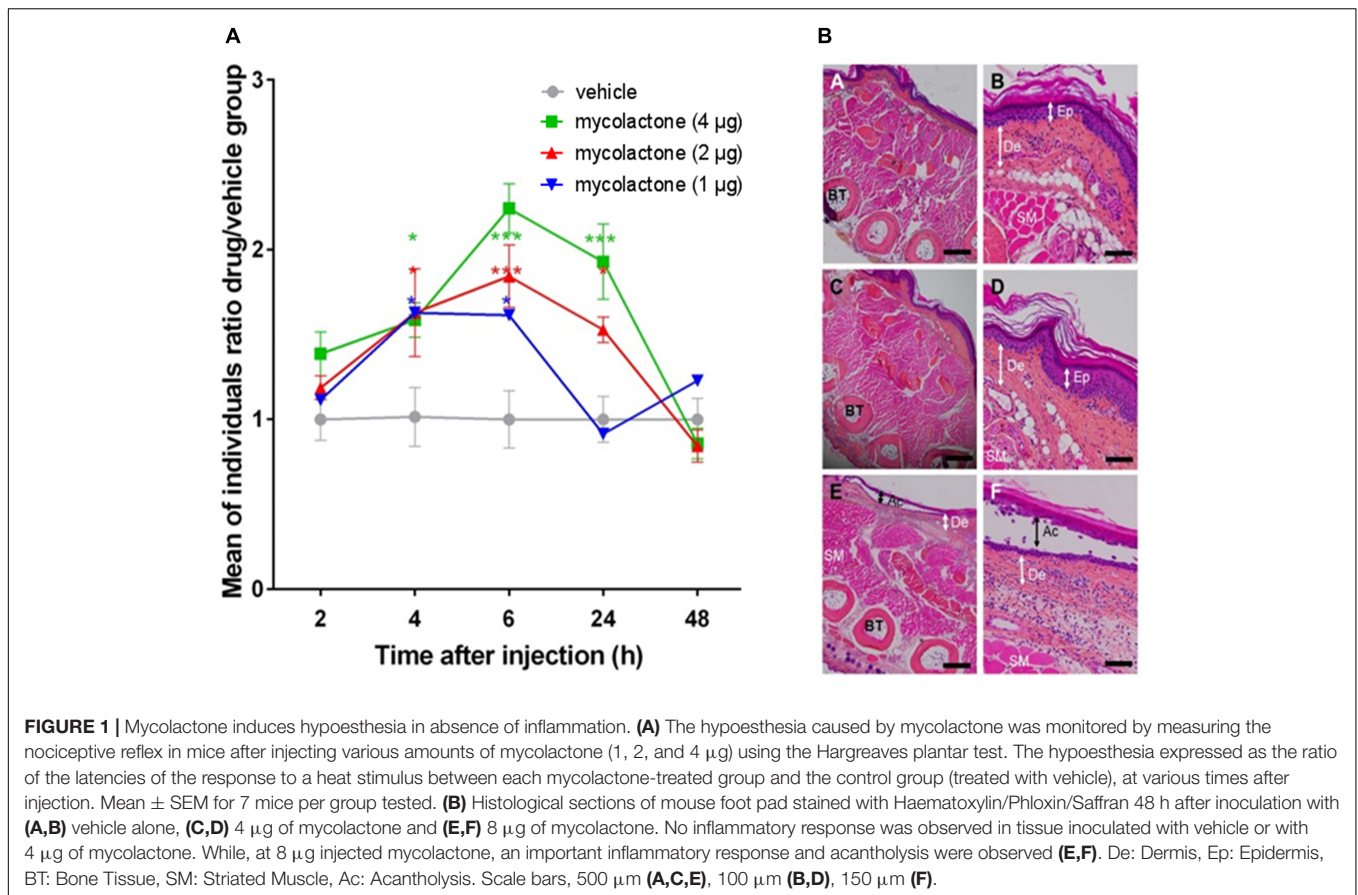 A
Mean of individuals ratio drug/vehicle group
3
2
1
0
vehicle
mycolactone (4 μg)
mycolactone (2 μg)
mycolactone (1 μg)
* *** ***
* *** *
* *
2 4 6 24 48
Time after injection (h)
B
A
BT
B
Ep
De
SM
C
BT
D
De
Ep
SM
E
Ac
De
SM
BT
F
Ac
De
SM
FIGURE 1 | Mycolactone induces hypoesthesia in absence of inflammation. (A) The hypoesthesia caused by mycolactone was monitored by measuring the
nociceptive reflex in mice after injecting various amounts of mycolactone (1, 2, and 4 μg) using the Hargreaves plantar test. The hypoesthesia expressed as the ratio
of the latencies of the response to a heat stimulus between each mycolactone-treated group and the control group (treated with vehicle), at various times after
injection. Mean ± SEM for 7 mice per group tested. (B) Histological sections of mouse foot pad stained with Haematoxylin/Phloxin/Saffran 48 h after inoculation with
(A,B) vehicle alone, (C,D) 4 μg of mycolactone and (E,F) 8 μg of mycolactone. No inflammatory response was observed in tissue inoculated with vehicle or with
4 μg of mycolactone. While, at 8 μg injected mycolactone, an important inflammatory response and acantholysis were observed (E,F). De: Dermis, Ep: Epidermis,
BT: Bone Tissue, SM: Striated Muscle, Ac: Acantholysis. Scale bars, 500 μm (A,C,E), 100 μm (B,D), 150 μm (F).